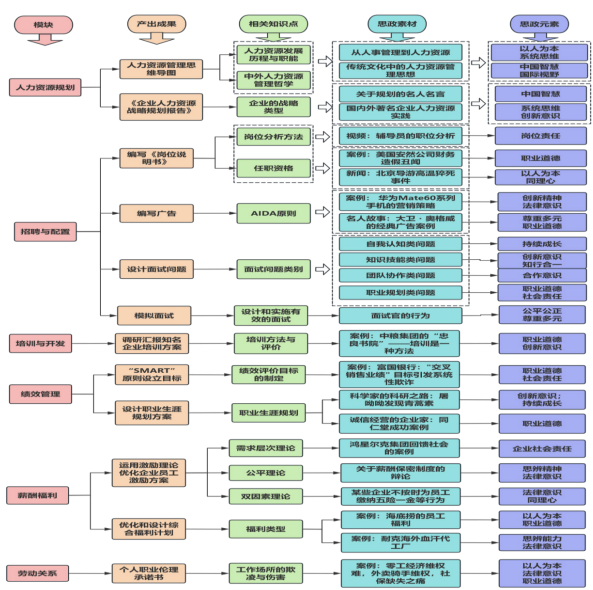 模块
产出成果
相关知识点
思政素材
思政元素
人力资源规划
人力资源管理思
维导图
人力资源发展
历程与职能
中外人力资源
管理哲学
从人事管理到人力资源
传统文化中的人力资源管
理思想
以人为本
系统思维
中国智慧
国际视野
《企业人力资源
战略规划报告》
企业的战略
类型
关于规划的名人名言
国内外著名企业人力资源
实践
中国智慧
系统思维
创新意识
招聘与配置
编写《岗位说
明书》
岗位分析方法
任职资格
视频：辅导员的职位分析
案例：美国安然公司财务
造假丑闻
新闻：北京导游高温猝死
事件
岗位责任
职业道德
以人为本
同理心
编写广告
AIDA原则
案例：华为Mate60系列
手机的营销策略
名人故事：大卫·奥格威
的经典广告案例
创新精神
法律意识
尊重多元
职业道德
设计面试问题
面试问题类别
自我认知类问题
知识技能类问题
团队协作类问题
职业规划类问题
持续成长
创新意识
知行合一
合作意识
职业道德
社会责任
模拟面试
设计和实施有
效的面试
面试官的行为
公平公正
尊重多元
培训与开发
调研汇报知名
企业培训方案
培训方法与
评价
案例：中粮集团的“忠
良书院”——培训是一
种方法
职业道德
创新意识
绩效管理
“SMART”
原则设立目标
绩效评价目标
的制定
案例：富国银行：“交叉
销售业绩”目标引发系统
性欺诈
职业道德
社会责任
设计职业生涯
规划方案
职业生涯规划
科学家的科研之路：屠
呦呦发现青蒿素
诚信经营的企业家：同
仁堂成功案例
创新意识；
持续成长
职业道德
薪酬福利
运用激励理论
优化企业员工
激励方案
需求层次理论
公平理论
双因素理论
鸿星尔克集团回馈社会
的案例
关于薪酬保密制度的
辩论
某些企业不按时为员工
缴纳五险一金等行为
企业社会责任
思辨精神
法律意识
法律意识
同心理
优化和设计综
合福利计划
福利类型
案例：海底捞的员工
福利
案例：耐克海外血汗代
工厂
以人为本
职业道德
思辨能力
法律意识
劳动关系
个人职业伦理
承诺书
工作场所的欺
凌与伤害
案例：零工经济维权
难，外卖骑手维权，社
保缺失之痛
以人为本
法律意识
职业道德